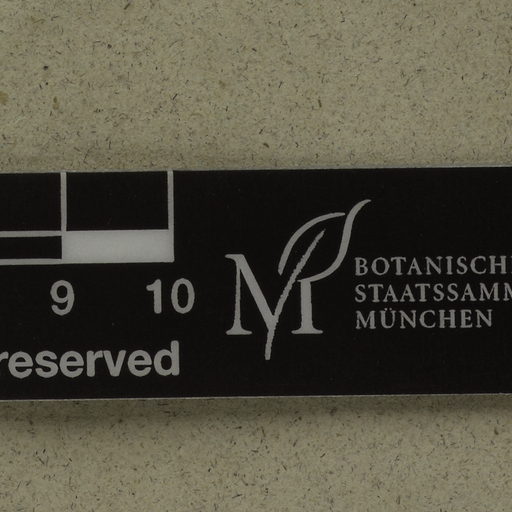 9 10
reserved
BOTANISCH
STAATSSAMM
MÜNCHEN